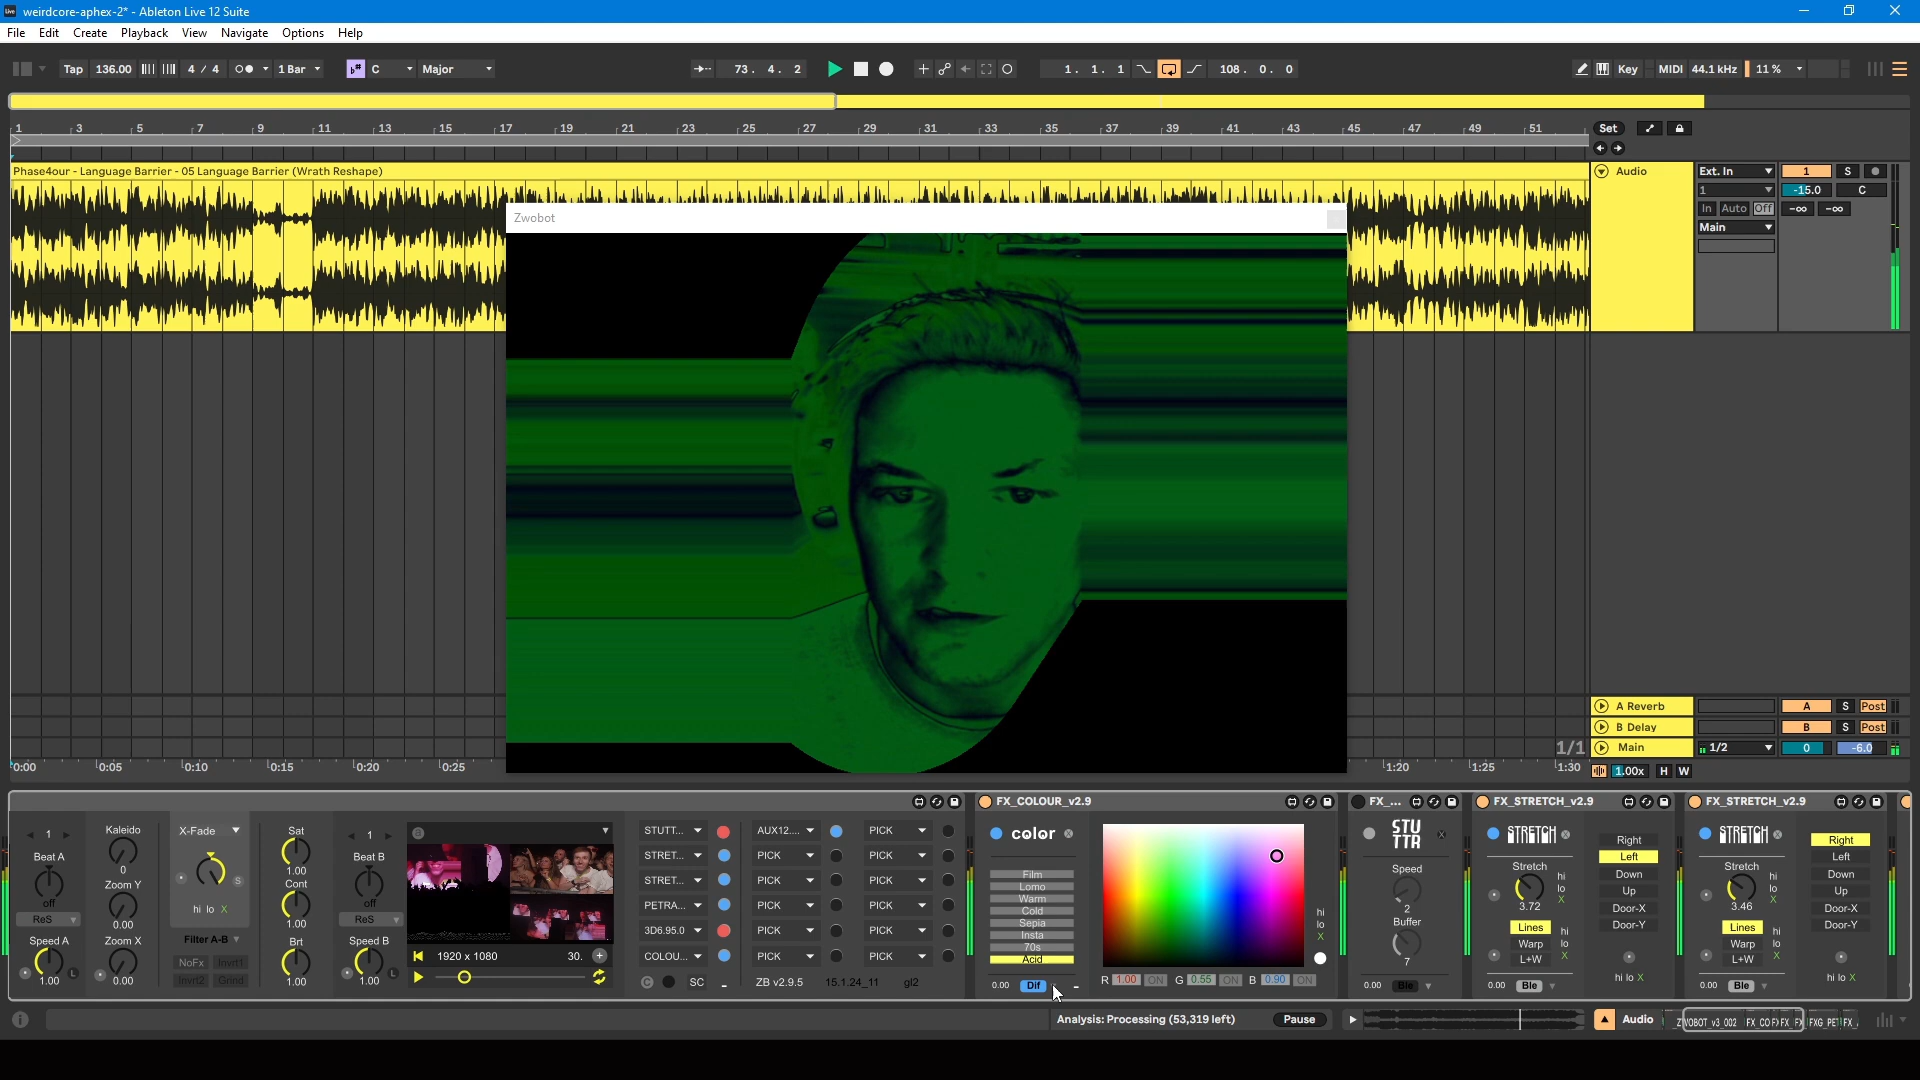 weirdcore-aphex-2* - Ableton Live 12 Suite
File Edit Create Playback View Navigate Options Help
Tap 136.00 4 / 4 1 Bar C Major 73. 4. 2 1. 1. 1 108. 0. 0 Key MIDI 44.1 kHz 11 %
1 3 5 7 9 11 13 15 17 19 21 23 25 27 29 31 33 35 37 39 41 43 45 47 49 51 Set
Phase4our - Language Barrier - 05 Language Barrier (Wrath Reshape)
Audio Ext. In 1 S
1 -15.0 C
In Auto Off -∞ -∞
Main
Zwobot
A Reverb A S Post
B Delay B S Post
1/1 Main 1/2 0 -6.0
0:00 0:05 0:10 0:15 0:20 0:25 1:20 1:25 1:30 1.00x H W
1
Beat A
off
ReS
Speed A
1.00 L
Kaleido
0
Zoom Y
0.00
Zoom X
0.00
X-Fade
S
hi lo X
Filter A-B
NoFx Invrt1
Invrt2 Grind
Sat
1.00
Cont
1.00
Brt
1.00
1
Beat B
off
ReS
Speed B
1.00 L
1920 x 1080 30.
STUTT... AUX12.... PICK
STRET... PICK PICK
STRET... PICK PICK
PETRA... PICK PICK
3D6.95.0 PICK PICK
COLOU... PICK PICK
C SC - ZB v2.9.5 15.1.24_11 gl2
FX_COLOUR_v2.9
color
Film
Lomo
Warm
Cold
Sepia
Insta
70s
Acid
0.00 Dif -
hi
lo
X
R 1.00 ON G 0.55 ON B 0.90 ON
FX_...
STU
TTR
Speed
2
Buffer
7
0.00 Ble
FX_STRETCH_v2.9
STRETCH
Stretch
3.72
hi
lo
X
Lines
Warp
L+W
hi
lo
X
0.00 Ble
Right
Left
Down
Up
Door-X
Door-Y
hi lo X
FX_STRETCH_v2.9
STRETCH
Stretch
3.46
hi
lo
X
Lines
Warp
L+W
hi
lo
X
0.00 Ble
Right
Left
Down
Up
Door-X
Door-Y
hi lo X
Analysis: Processing (53,319 left) Pause Audio